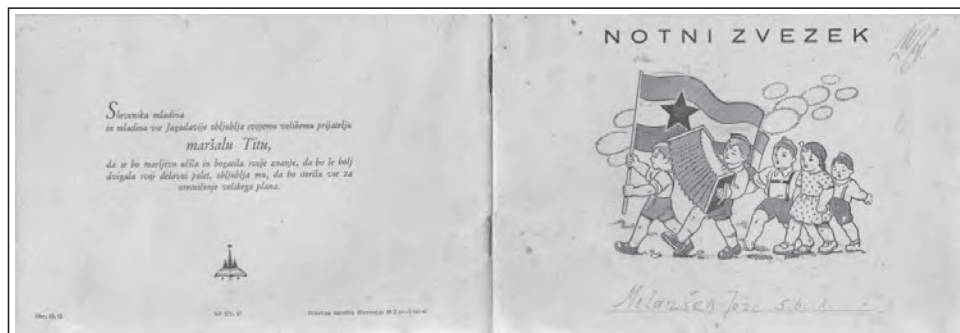 Slovenska mladina
in mladina vse Jugoslavije obljublja svojemu velikemu prijatelju
maršalu Titu,
da se bo marljivo učila in bogatila svoje znanje, da bo še bolj
dvigala svoj delovni polet, obljublja mu, da bo storila vse za
uresničenje velikega plana.
NOTNI ZVEZEK
Melanšek Jože